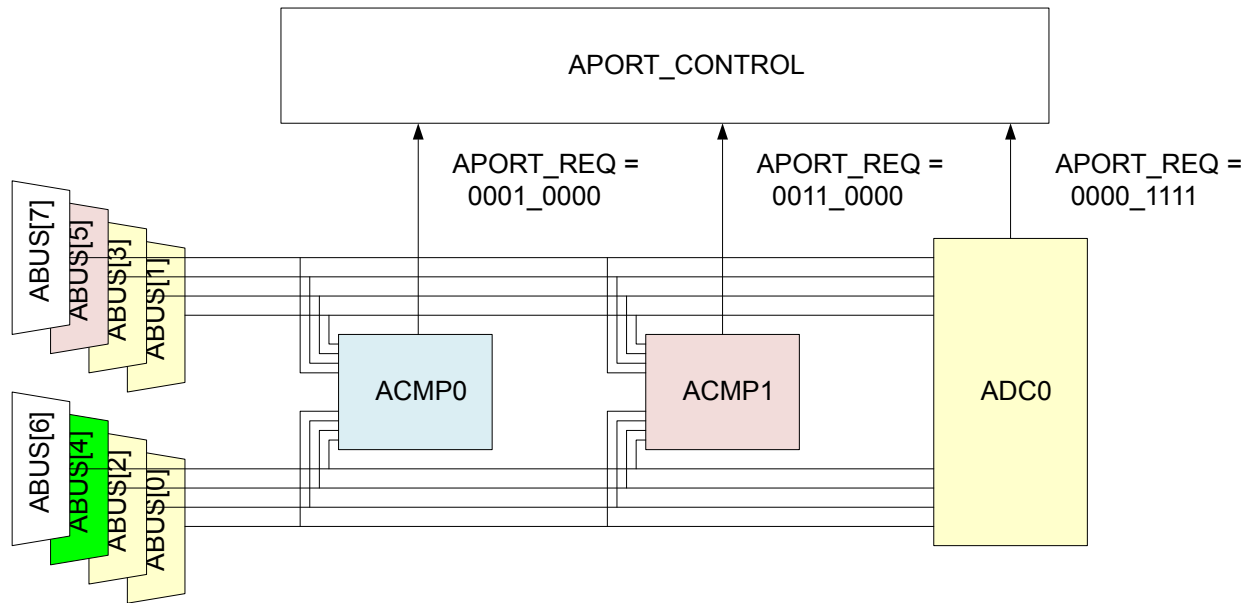 APORT_CONTROL
APORT_REQ =
0001_0000
APORT_REQ =
0011_0000
APORT_REQ =
0000_1111
ABUS[7]
ABUS[5]
ABUS[3]
ABUS[1]
ACMP0
ACMP1
ADC0
ABUS[6]
ABUS[4]
ABUS[2]
ABUS[0]